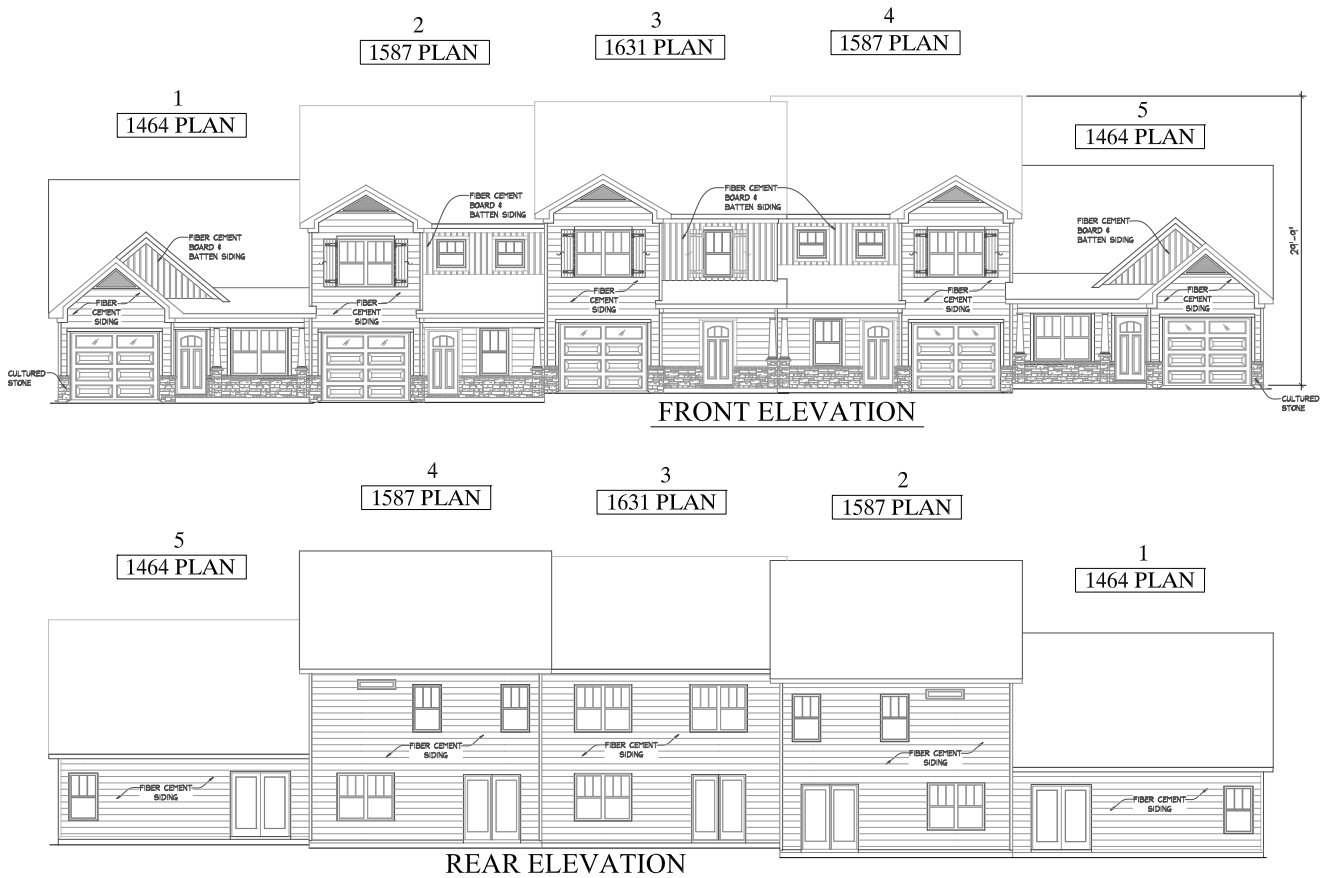 1
1464 PLAN
2
1587 PLAN
3
1631 PLAN
4
1587 PLAN
5
1464 PLAN
FIBER CEMENT
BOARD &
BATTEN SIDING
FIBER CEMENT
BOARD &
BATTEN SIDING
FIBER CEMENT
BOARD &
BATTEN SIDING
FIBER CEMENT
BOARD &
BATTEN SIDING
29'-9"
FIBER
CEMENT
SIDING
FIBER
CEMENT
SIDING
FIBER
CEMENT
SIDING
FIBER
CEMENT
SIDING
FIBER
CEMENT
SIDING
CULTURED
STONE
CULTURED
STONE
FRONT ELEVATION
5
1464 PLAN
4
1587 PLAN
3
1631 PLAN
2
1587 PLAN
1
1464 PLAN
FIBER CEMENT
SIDING
FIBER CEMENT
SIDING
FIBER CEMENT
SIDING
FIBER CEMENT
SIDING
FIBER CEMENT
SIDING
REAR ELEVATION